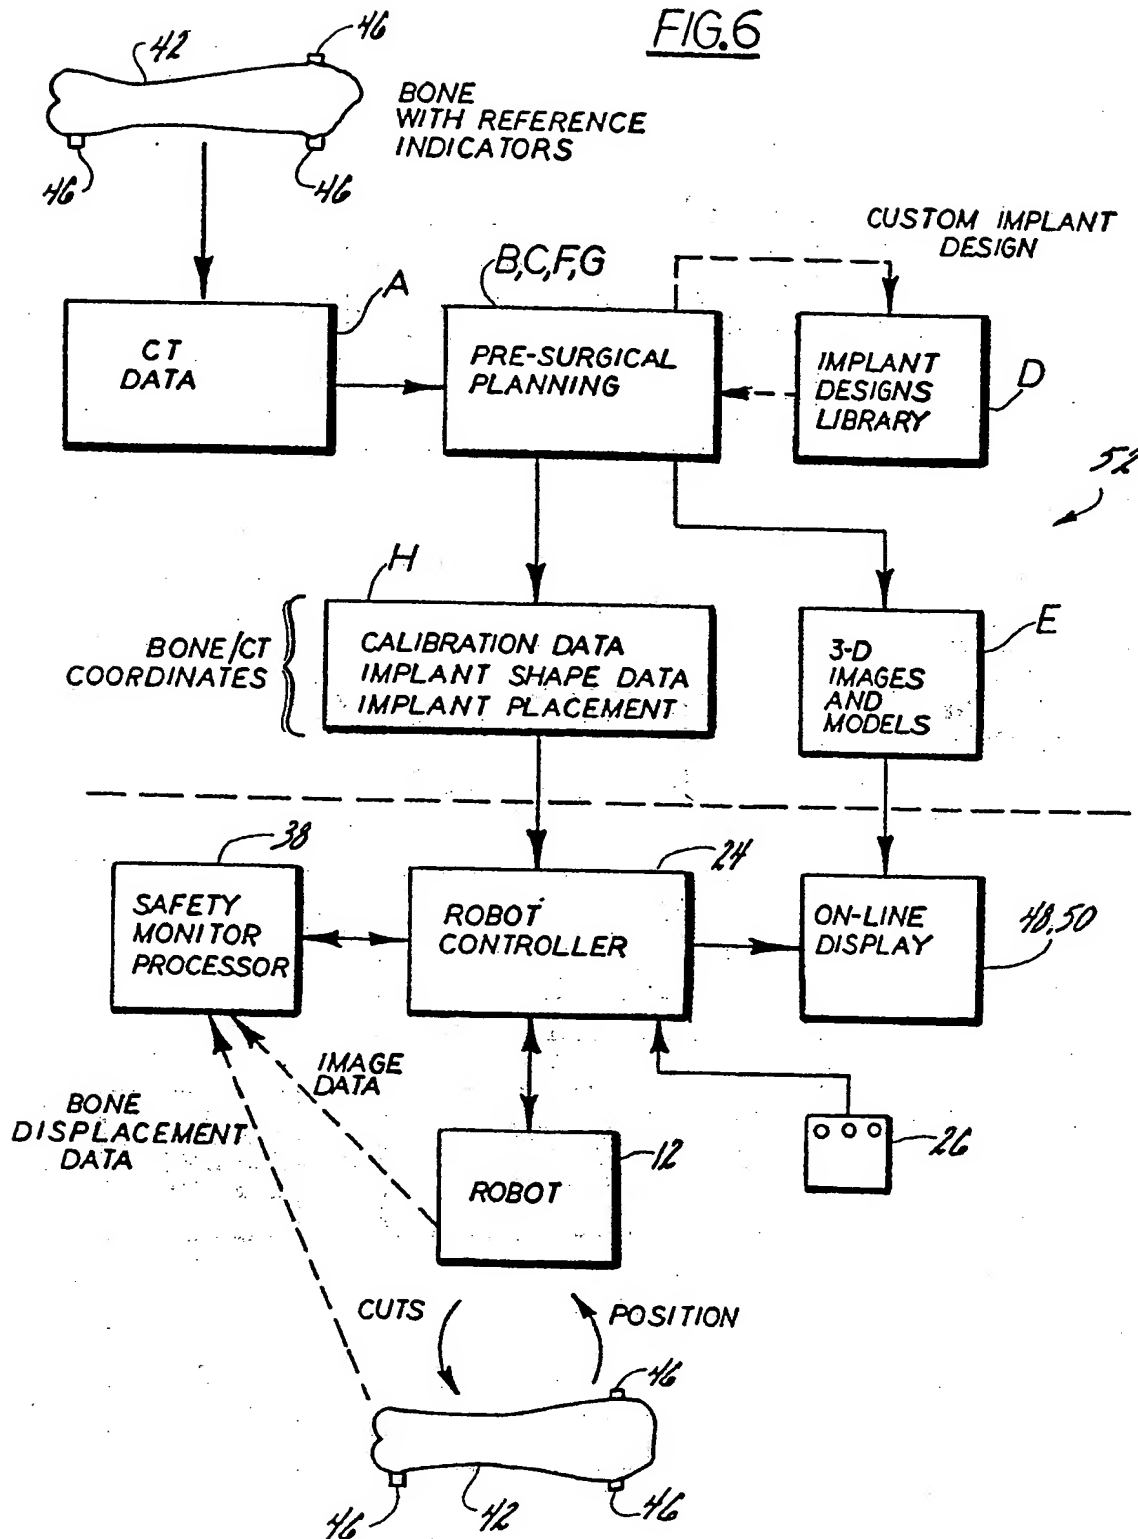 FIG.6
42
46
BONE
WITH REFERENCE
INDICATORS
46
46
CUSTOM IMPLANT
DESIGN
A
B,C,F,G
CT
DATA
PRE-SURGICAL
PLANNING
IMPLANT
DESIGNS
LIBRARY
D
52
H
E
BONE/CT
COORDINATES
CALIBRATION DATA
IMPLANT SHAPE DATA
IMPLANT PLACEMENT
3-D
IMAGES
AND
MODELS
38
24
SAFETY
MONITOR
PROCESSOR
ROBOT
CONTROLLER
ON-LINE
DISPLAY
48,50
IMAGE
DATA
BONE
DISPLACEMENT
DATA
ROBOT
12
26
CUTS
POSITION
46
46
42
46